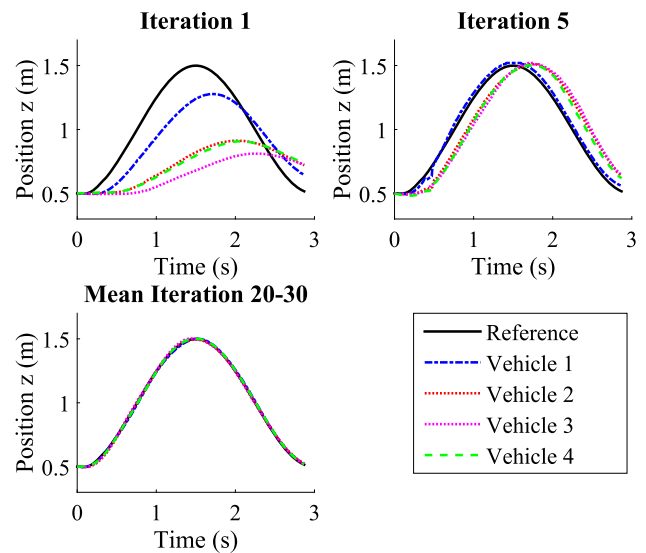 Iteration 1
Position z (m)
1.5
1
0.5
0
1
2
3
Time (s)
Iteration 5
Position z (m)
1.5
1
0.5
0
1
2
3
Time (s)
Mean Iteration 20-30
Position z (m)
1.5
1
0.5
0
1
2
3
Time (s)
Reference
Vehicle 1
Vehicle 2
Vehicle 3
Vehicle 4